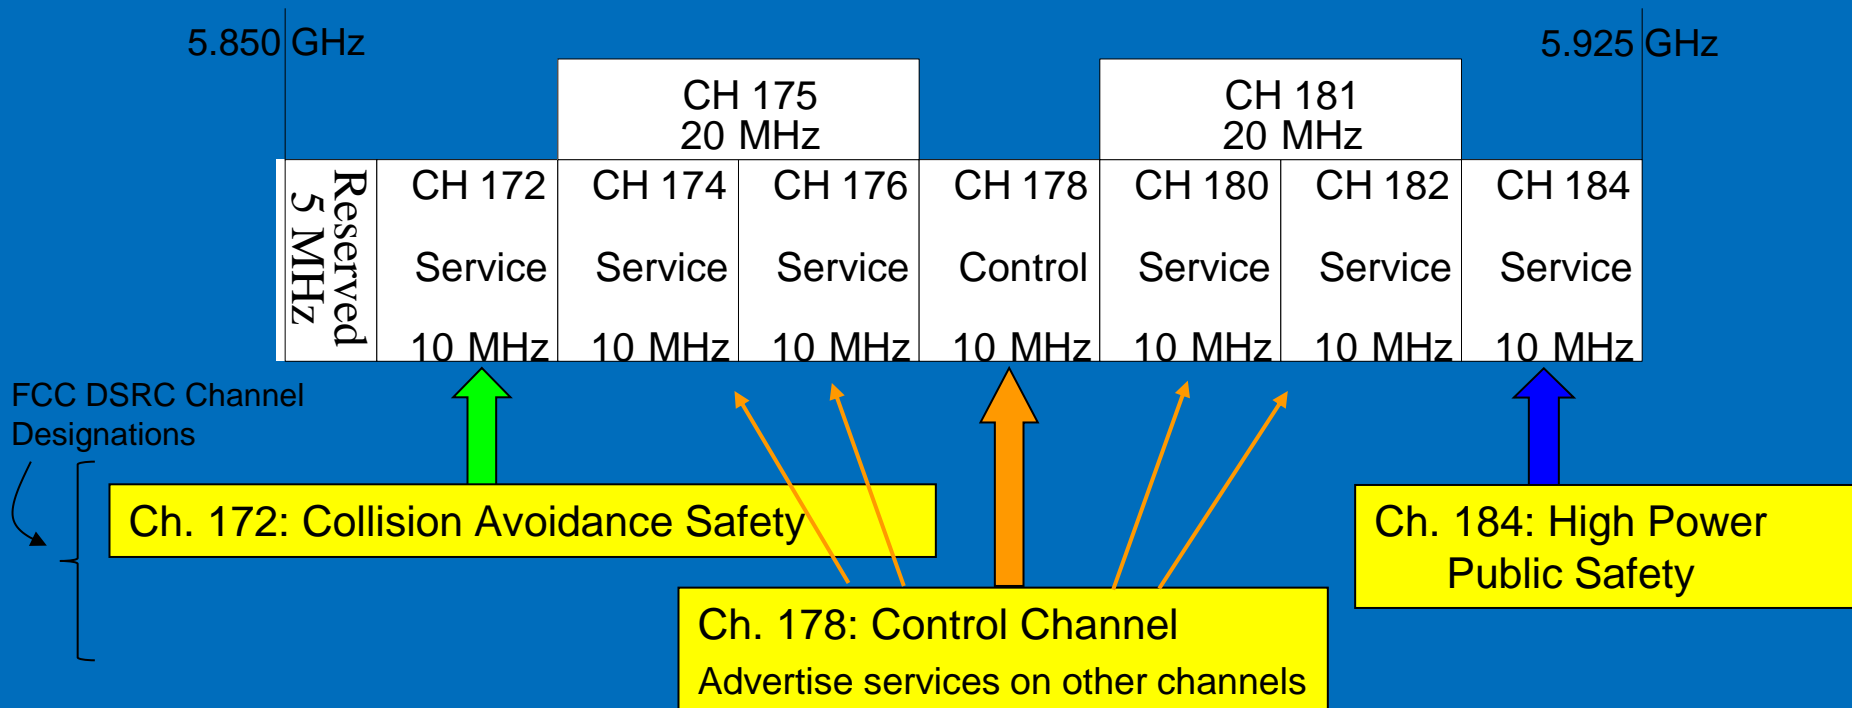 5.850 GHz
5.925 GHz
CH 175
20 MHz
CH 181
20 MHz
Reserved
5 MHz
CH 172
Service
10 MHz
CH 174
Service
10 MHz
CH 176
Service
10 MHz
CH 178
Control
10 MHz
CH 180
Service
10 MHz
CH 182
Service
10 MHz
CH 184
Service
10 MHz
FCC DSRC Channel
Designations
Ch. 172: Collision Avoidance Safety
Ch. 178: Control Channel
Advertise services on other channels
Ch. 184: High Power
Public Safety